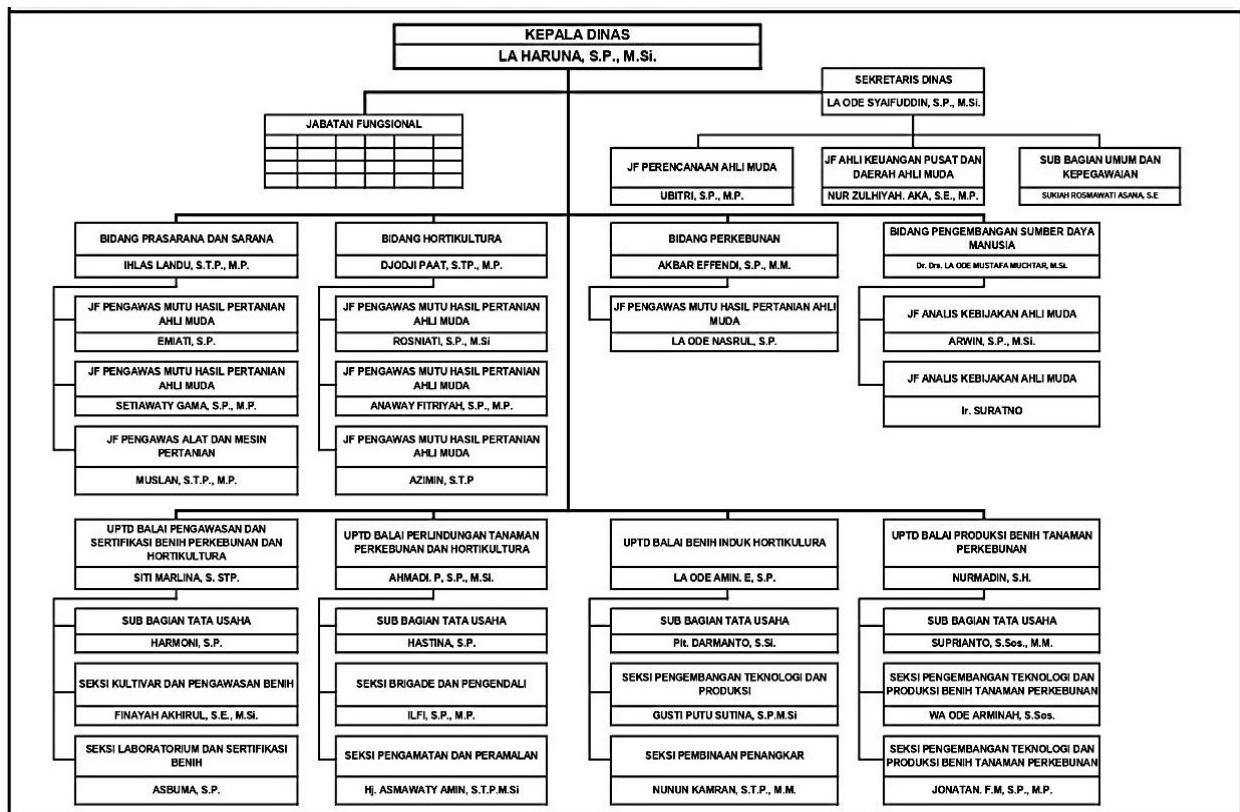 KEPALA DINAS
LA HARUNA, S.P., M.Si.
SEKRETARIS DINAS
LA ODE SYAIFUDDIN, S.P., M.Si.
JABATAN FUNGSIONAL
JF PERENCANAAN AHLI MUDA
UBITRI, S.P., M.P.
JF AHLI KEUANGAN PUSAT DAN
DAERAH AHLI MUDA
NUR ZULHIYAH. AKA, S.E., M.P.
SUB BAGIAN UMUM DAN
KEPEGAWAIAN
SUKIAH ROSMAWATI ASANA, S.E
BIDANG PRASARANA DAN SARANA
IHLAS LANDU, S.T.P., M.P.
JF PENGAWAS MUTU HASIL PERTANIAN
AHLI MUDA
EMIATI, S.P.
JF PENGAWAS MUTU HASIL PERTANIAN
AHLI MUDA
SETIAWATY GAMA, S.P., M.P.
JF PENGAWAS ALAT DAN MESIN
PERTANIAN
MUSLAN, S.T.P., M.P.
BIDANG HORTIKULTURA
DJODJI PAAT, S.TP., M.P.
JF PENGAWAS MUTU HASIL PERTANIAN
AHLI MUDA
ROSNIATI, S.P., M.Si
JF PENGAWAS MUTU HASIL PERTANIAN
AHLI MUDA
ANAWAY FITRIYAH, S.P., M.P.
JF PENGAWAS MUTU HASIL PERTANIAN
AHLI MUDA
AZIMIN, S.T.P
BIDANG PERKEBUNAN
AKBAR EFFENDI, S.P., M.M.
JF PENGAWAS MUTU HASIL PERTANIAN AHLI
MUDA
LA ODE NASRUL, S.P.
BIDANG PENGEMBANGAN SUMBER DAYA
MANUSIA
Dr. Drs. LA ODE MUSTAFA MUCHTAR, M.Si.
JF ANALIS KEBIJAKAN AHLI MUDA
ARWIN, S.P., M.Si.
JF ANALIS KEBIJAKAN AHLI MUDA
Ir. SURATNO
UPTD BALAI PENGAWASAN DAN
SERTIFIKASI BENIH PERKEBUNAN DAN
HORTIKULTURA
SITI MARLINA, S. STP.
SUB BAGIAN TATA USAHA
HARMONI, S.P.
SEKSI KULTIVAR DAN PENGAWASAN BENIH
FINAYAH AKHIRUL, S.E., M.Si.
SEKSI LABORATORIUM DAN SERTIFIKASI
BENIH
ASBUMA, S.P.
UPTD BALAI PERLINDUNGAN TANAMAN
PERKEBUNAN DAN HORTIKULTURA
AHMADI. P, S.P., M.Si.
SUB BAGIAN TATA USAHA
HASTINA, S.P.
SEKSI BRIGADE DAN PENGENDALI
ILFI, S.P., M.P.
SEKSI PENGAMATAN DAN PERAMALAN
Hj. ASMAWATY AMIN, S.T.P.M.Si
UPTD BALAI BENIH INDUK HORTIKULURA
LA ODE AMIN. E, S.P.
SUB BAGIAN TATA USAHA
Plt. DARMANTO, S.Si.
SEKSI PENGEMBANGAN TEKNOLOGI DAN
PRODUKSI
GUSTI PUTU SUTINA, S.P.M.Si
SEKSI PEMBINAAN PENANGKAR
NUNUN KAMRAN, S.T.P., M.M.
UPTD BALAI PRODUKSI BENIH TANAMAN
PERKEBUNAN
NURMADIN, S.H.
SUB BAGIAN TATA USAHA
SUPRIANTO, S.Sos., M.M.
SEKSI PENGEMBANGAN TEKNOLOGI DAN
PRODUKSI BENIH TANAMAN PERKEBUNAN
WA ODE ARMINAH, S.Sos.
SEKSI PENGEMBANGAN TEKNOLOGI DAN
PRODUKSI BENIH TANAMAN PERKEBUNAN
JONATAN. F.M, S.P., M.P.